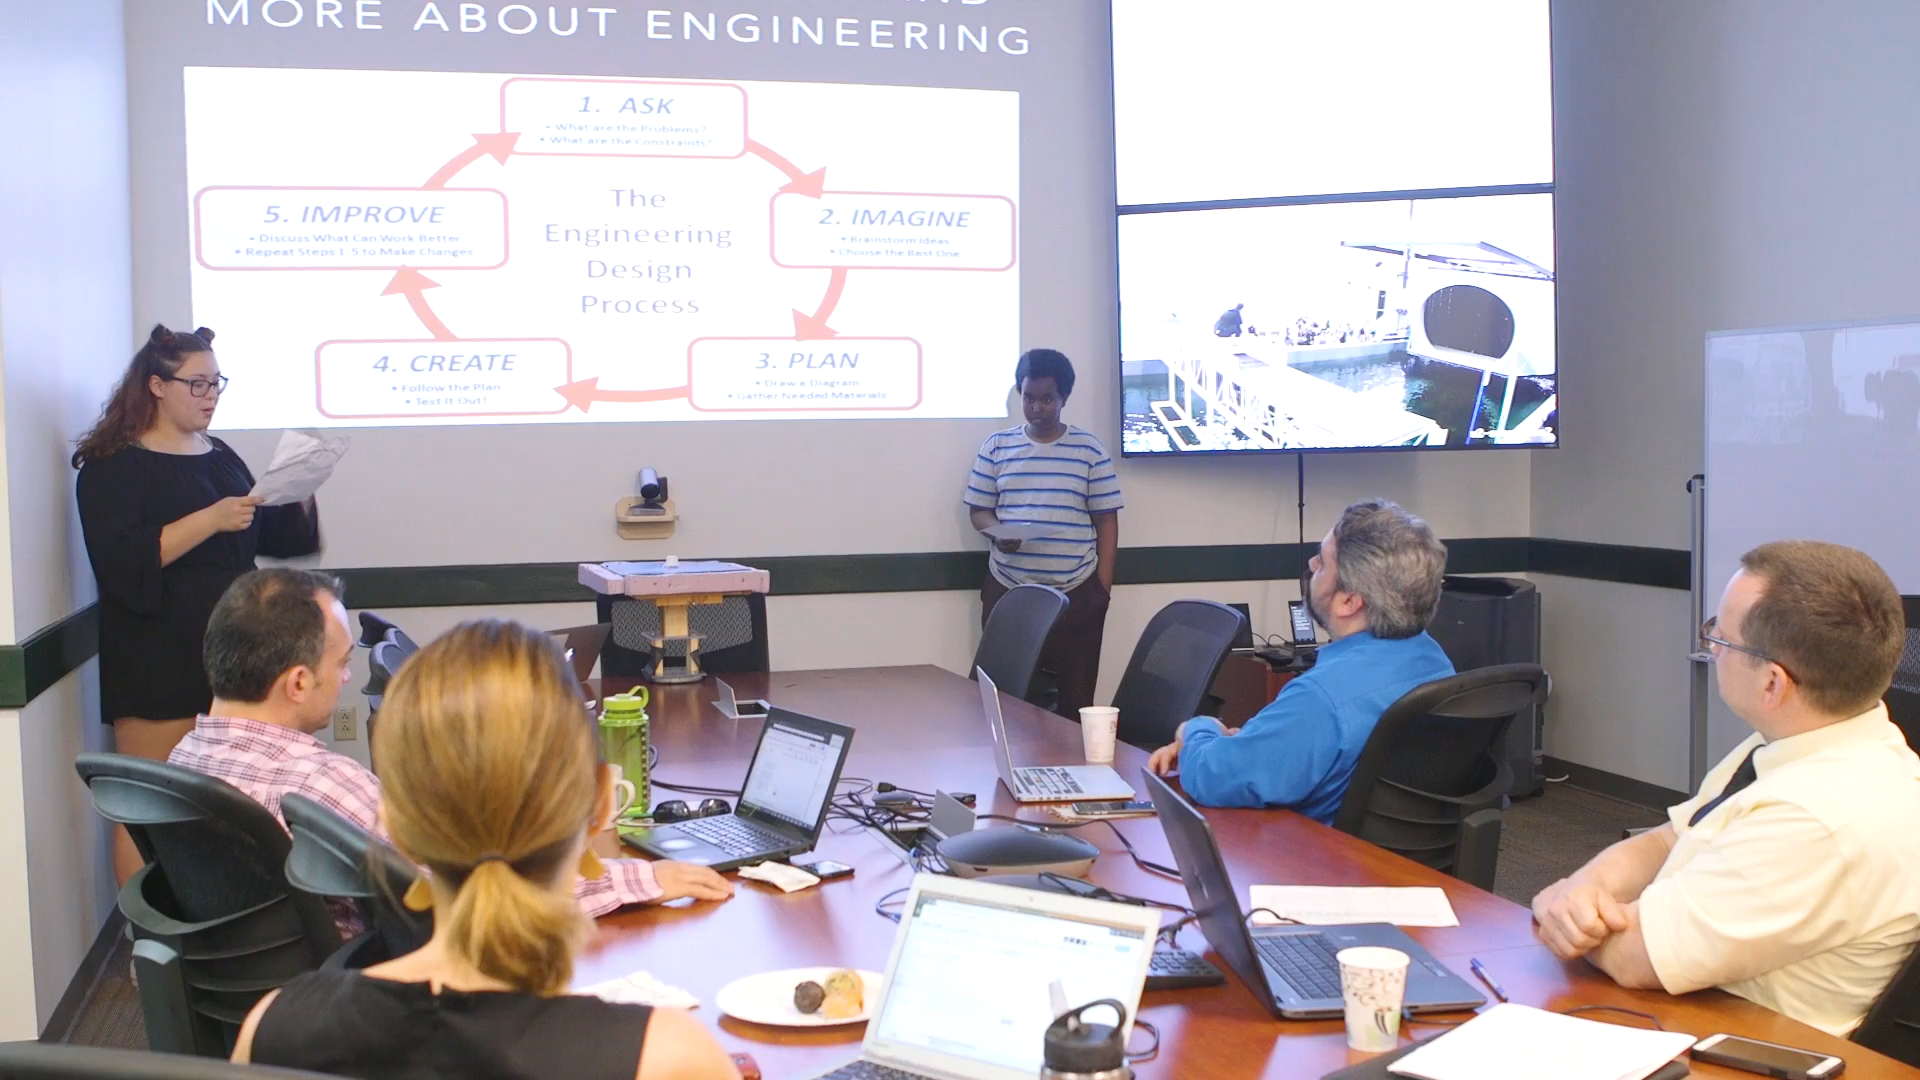 MORE ABOUT ENGINEERING
1. ASK
• What are the Problems?
• What are the Constraints?
2. IMAGINE
• Brainstorm Ideas
• Choose the Best One
3. PLAN
• Draw a Diagram
• Gather Needed Materials
4. CREATE
• Follow the Plan
• Test It Out!
5. IMPROVE
• Discuss What Can Work Better
• Repeat Steps 1-5 to Make Changes
The
Engineering
Design
Process